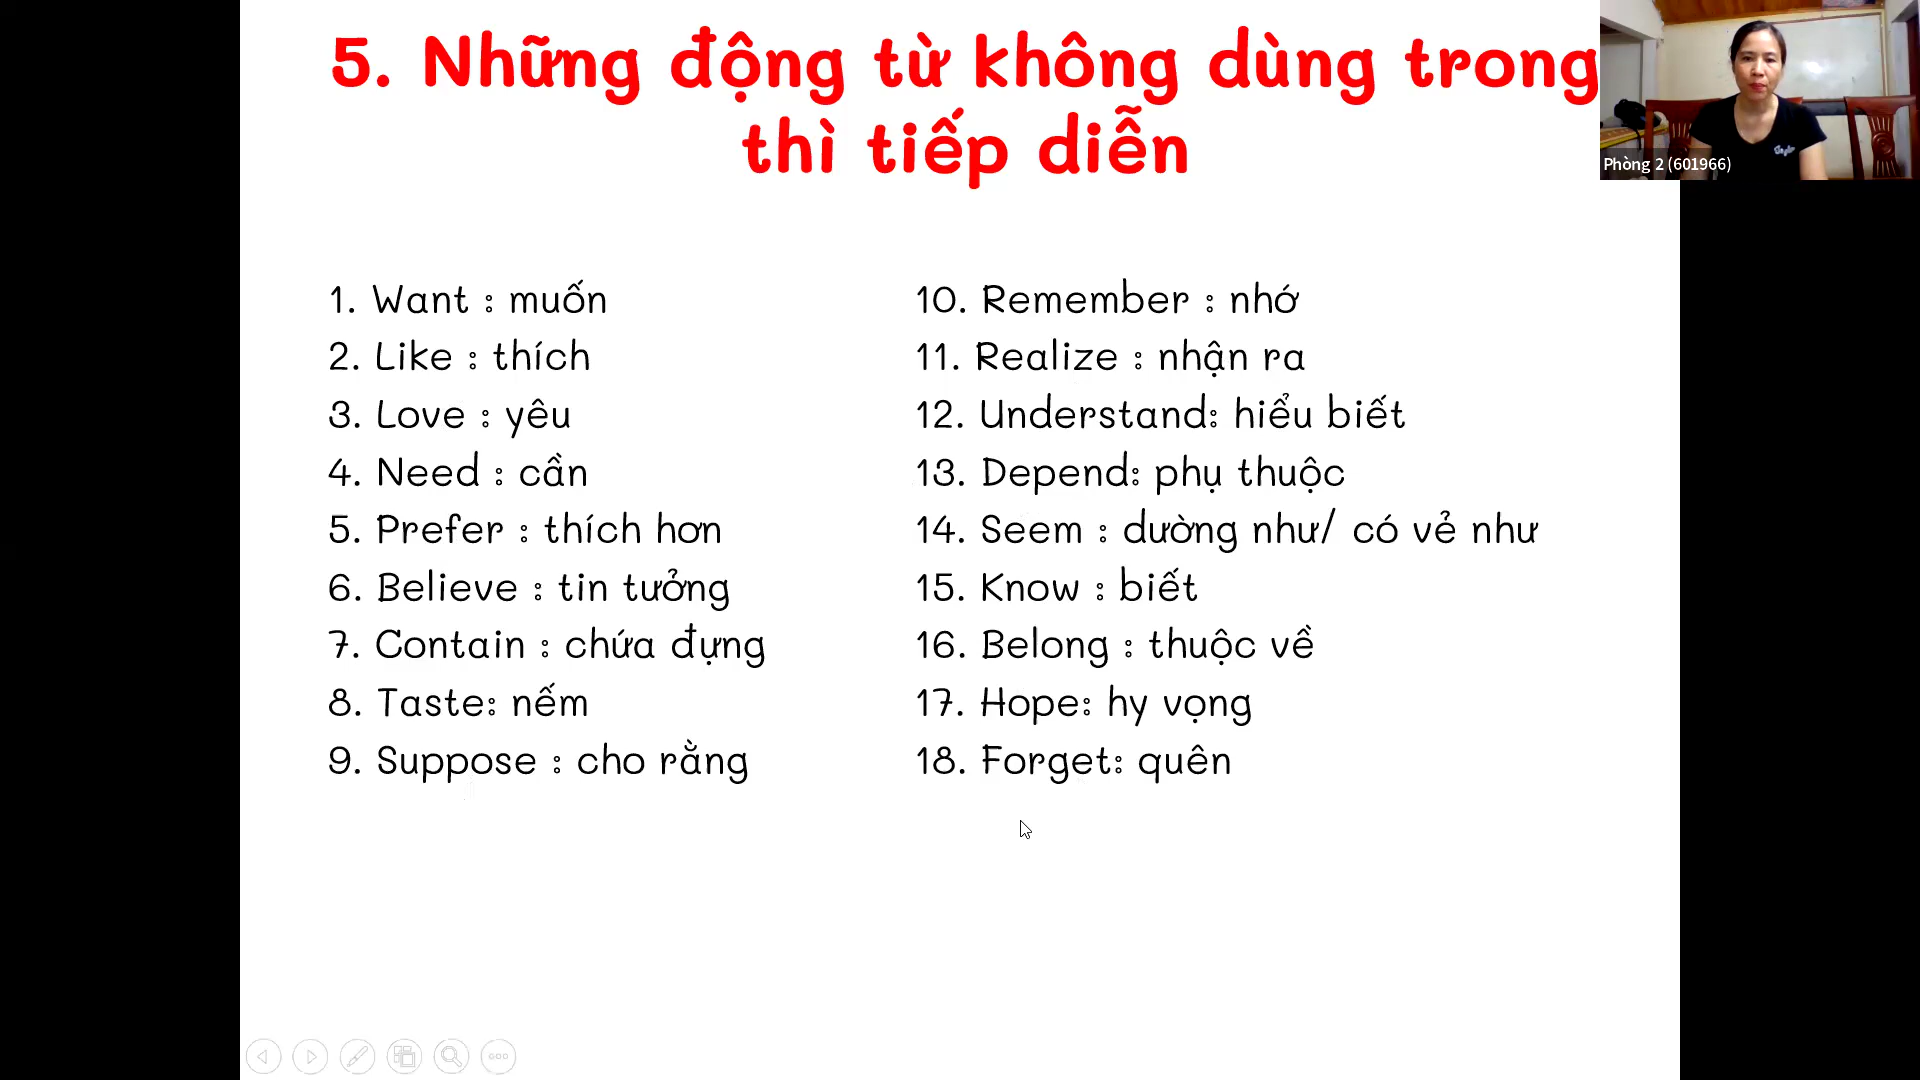 5. Những động từ không dùng trong
thì tiếp diễn
Phòng 2 (601966)
1. Want : muốn
2. Like : thích
3. Love : yêu
4. Need : cần
5. Prefer : thích hơn
6. Believe : tin tưởng
7. Contain : chứa đựng
8. Taste: nếm
9. Suppose : cho rằng
10. Remember : nhớ
11. Realize : nhận ra
12. Understand: hiểu biết
13. Depend: phụ thuộc
14. Seem : dường như/ có vẻ như
15. Know : biết
16. Belong : thuộc về
17. Hope: hy vọng
18. Forget: quên